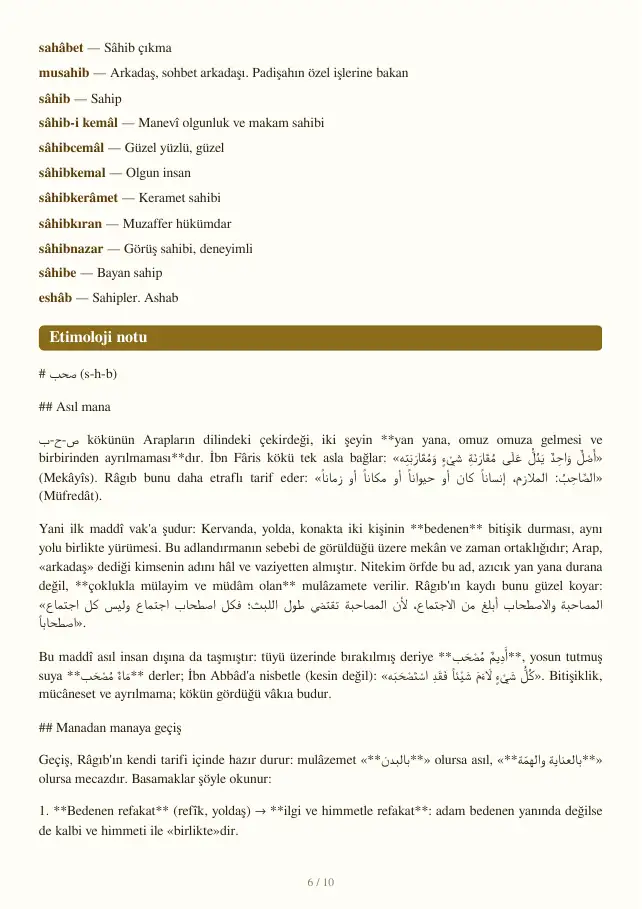 sahâbet — Sâhib çıkma
musahib — Arkadaş, sohbet arkadaşı. Padişahın özel işlerine bakan
sâhib — Sahip
sâhib-i kemâl — Manevî olgunluk ve makam sahibi
sâhibcemâl — Güzel yüzlü, güzel
sâhibkemal — Olgun insan
sâhibkerâmet — Keramet sahibi
sâhibkıran — Muzaffer hükümdar
sâhibnazar — Görüş sahibi, deneyimli
sâhibe — Bayan sahip
eshâb — Sahipler. Ashab
Etimoloji notu
# صحب (s-h-b)
## Asıl mana
ص-ح-ب kökünün Arapların dilindeki çekirdeği, iki şeyin **yan yana, omuz omuza gelmesi ve
birbirinden ayrılmaması**dır. İbn Fâris kökü tek asla bağlar: «أَصْلٌ وَاحِدٌ يَدُلُّ عَلَى مُقَارَنَةِ شَيْءٍ وَمُقَارَبَتِه»
(Mekâyîs). Râgıb bunu daha etraflı tarif eder: «الصَّاحِبُ: الملازم، إنساناً كان أو حيواناً أو مكاناً أو زماناً»
(Müfredât).
Yani ilk maddî vak'a şudur: Kervanda, yolda, konakta iki kişinin **bedenen** bitişik durması, aynı
yolu birlikte yürümesi. Bu adlandırmanın sebebi de görüldüğü üzere mekân ve zaman ortaklığıdır; Arap,
«arkadaş» dediği kimsenin adını hâl ve vaziyetten almıştır. Nitekim örfde bu ad, azıcık yan yana durana
değil, **çoklukla mülayim ve müdâm olan** mulâzamete verilir. Râgıb'ın kaydı bunu güzel koyar:
«المصاحبة والاصطحاب أبلغ من الاجتماع، لأن المصاحبة تقتضي طول اللبث؛ فكل اصطحاب اجتماع وليس كل اجتماع
اصطحاباً».
Bu maddî asıl insan dışına da taşmıştır: tüyü üzerinde bırakılmış deriye **أَدِيمٌ مُصْحَب**, yosun tutmuş
suya **مَاءٌ مُصْحَب** derler; İbn Abbâd'a nisbetle (kesin değil): «كُلُّ شَيْءٍ لَاءَمَ شَيْئاً فَقَدِ اسْتَصْحَبَه». Bitişiklik,
mücâneset ve ayrılmama; kökün gördüğü vâkıa budur.
## Manadan manaya geçiş
Geçiş, Râgıb'ın kendi tarifi içinde hazır durur: mulâzemet «**بالبدن**» olursa asıl, «**بالعناية والهمّة**»
olursa mecazdır. Basamaklar şöyle okunur:
1. **Bedenen refakat** (refîk, yoldaş) → **ilgi ve himmetle refakat**: adam bedenen yanında değilse
de kalbi ve himmeti ile «birlikte»dir.
6 / 10